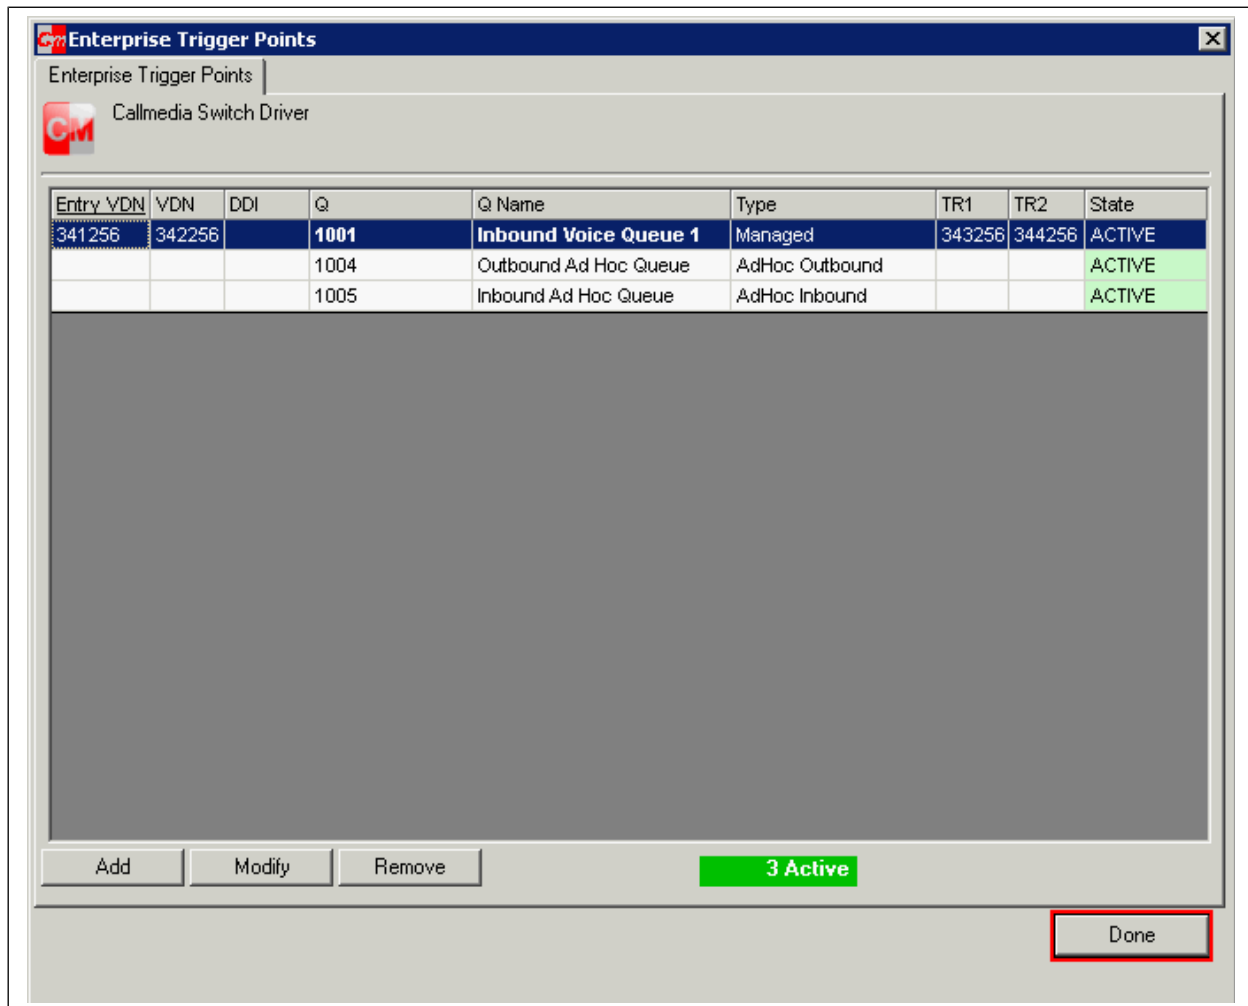 Cm Enterprise Trigger Points
Enterprise Trigger Points
CM Callmedia Switch Driver
Entry VDN VDN DDI Q Q Name Type TR1 TR2 State
341256 342256 1001 Inbound Voice Queue 1 Managed 343256 344256 ACTIVE
1004 Outbound Ad Hoc Queue AdHoc Outbound ACTIVE
1005 Inbound Ad Hoc Queue AdHoc Inbound ACTIVE
Add Modify Remove 3 Active
Done